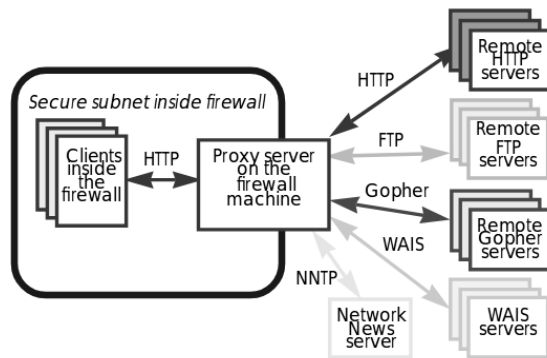 Secure subnet inside firewall
Clients
inside
the
firewall
HTTP
Proxy server
on the
firewall
machine
HTTP
FTP
Gopher
WAIS
NNTP
Remote
HTTP
servers
Remote
FTP
servers
Remote
Gopher
servers
WAIS
servers
Network
News
server